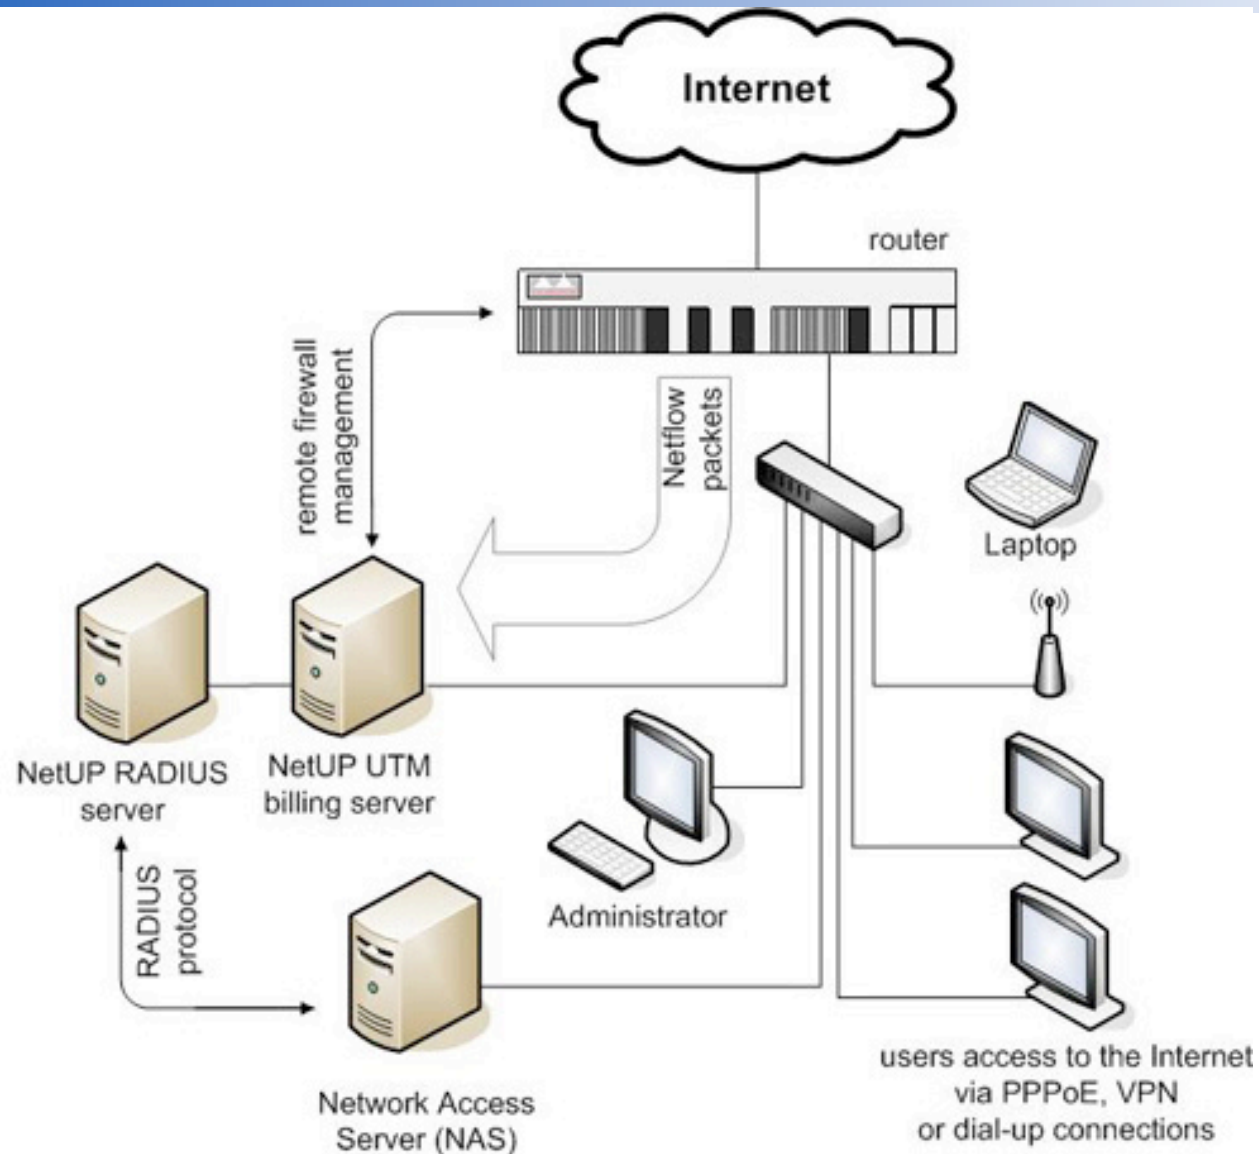 Internet
router
remote firewall
management
Netflow
packets
Laptop
NetUP RADIUS
server
NetUP UTM
billing server
RADIUS
protocol
Administrator
Network Access
Server (NAS)
users access to the Internet
via PPPoE, VPN
or dial-up connections